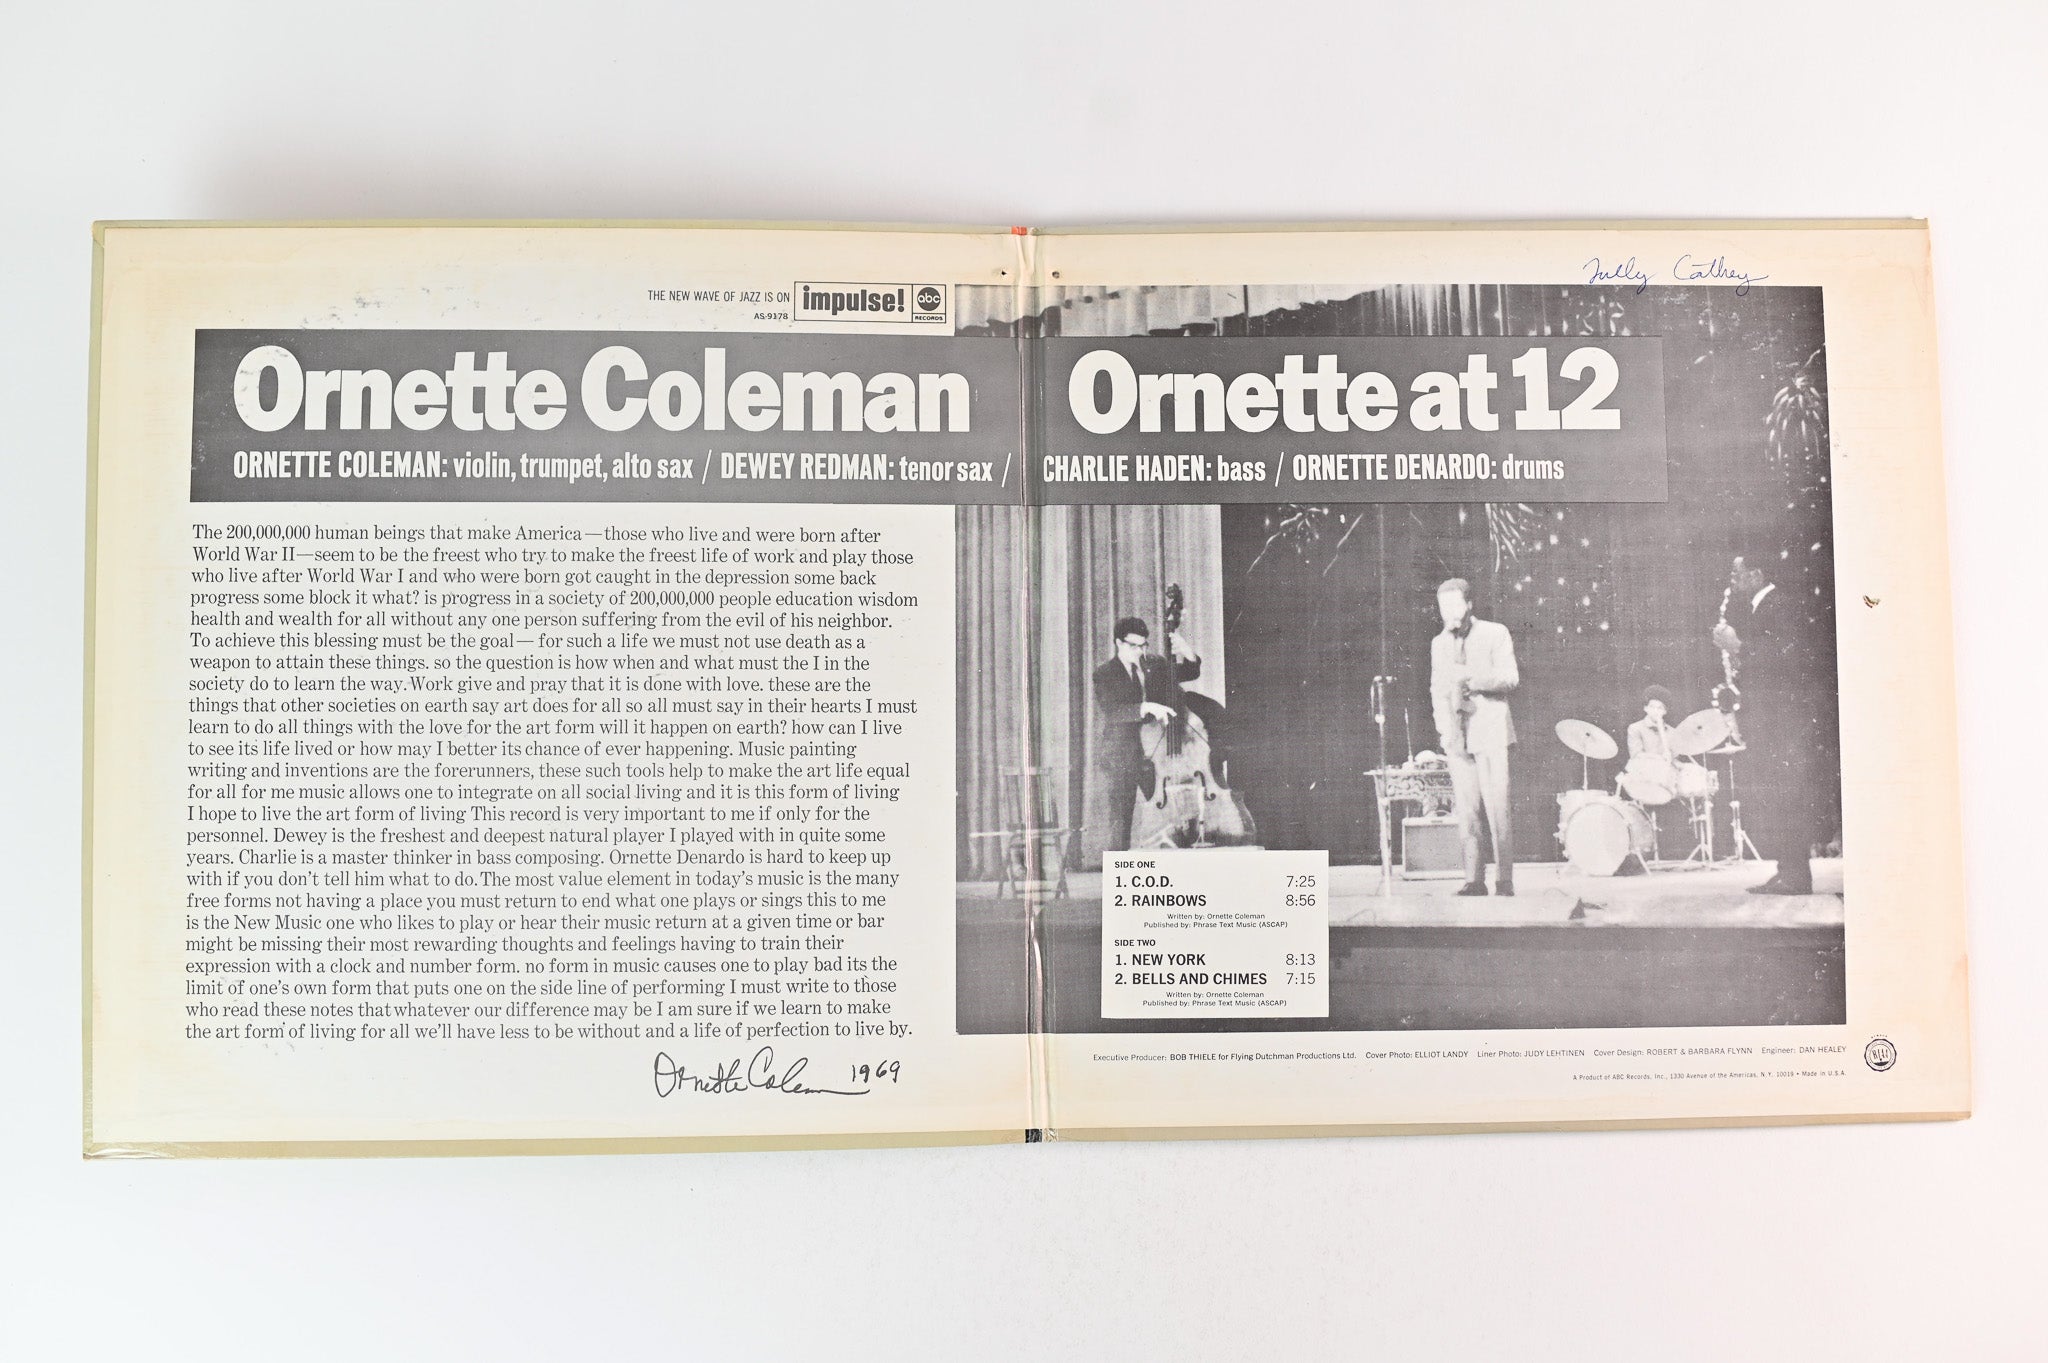 THE NEW WAVE OF JAZZ IS ON impulse! abc RECORDS
AS-9178
Ornette Coleman Ornette at 12
ORNETTE COLEMAN: violin, trumpet, alto sax / DEWEY REDMAN: tenor sax / CHARLIE HADEN: bass / ORNETTE DENARDO: drums
The 200,000,000 human beings that make America—those who live and were born after
World War II—seem to be the freest who try to make the freest life of work and play those
who live after World War I and who were born got caught in the depression some back
progress some block it what? is progress in a society of 200,000,000 people education wisdom
health and wealth for all without any one person suffering from the evil of his neighbor.
To achieve this blessing must be the goal—for such a life we must not use death as a
weapon to attain these things. so the question is how when and what must the I in the
society do to learn the way. Work give and pray that it is done with love. these are the
things that other societies on earth say art does for all so all must say in their hearts I must
learn to do all things with the love for the art form will it happen on earth? how can I live
to see its life lived or how may I better its chance of ever happening. Music painting
writing and inventions are the forerunners, these such tools help to make the art life equal
for all for me music allows one to integrate on all social living and it is this form of living
I hope to live the art form of living This record is very important to me if only for the
personnel. Dewey is the freshest and deepest natural player I played with in quite some
years. Charlie is a master thinker in bass composing. Ornette Denardo is hard to keep up
with if you don't tell him what to do. The most value element in today's music is the many
free forms not having a place you must return to end what one plays or sings this to me
is the New Music one who likes to play or hear their music return at a given time or bar
might be missing their most rewarding thoughts and feelings having to train their
expression with a clock and number form. no form in music causes one to play bad its the
limit of one's own form that puts one on the side line of performing I must write to those
who read these notes that whatever our difference may be I am sure if we learn to make
the art form of living for all we'll have less to be without and a life of perfection to live by.
Ornette Coleman 1969
Cathey
SIDE ONE
1. C.O.D. 7:25
2. RAINBOWS 8:56
Written by: Ornette Coleman
Published by: Phrase Text Music (ASCAP)
SIDE TWO
1. NEW YORK 8:13
2. BELLS AND CHIMES 7:15
Written by: Ornette Coleman
Published by: Phrase Text Music (ASCAP)
Executive Producer: BOB THIELE for Flying Dutchman Productions Ltd. Cover Photo: ELLIOT LANDY Liner Photo: JUDY LEHTINEN Cover Design: ROBERT & BARBARA FLYNN Engineer: DAN HEALEY
A Product of ABC Records, Inc., 1330 Avenue of the Americas, N.Y. 10019 • Made in U.S.A.